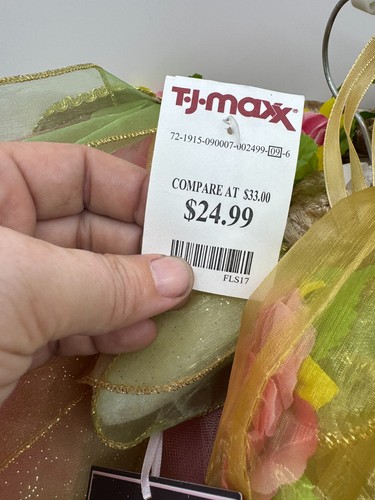 T·J·maxx®
72-1915-090007-002499-09-6
COMPARE AT $33.00
$24.99
FLS17